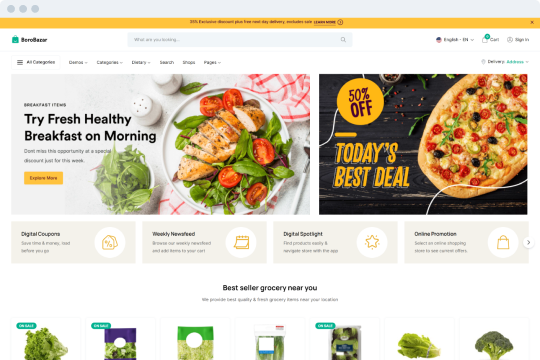 35% Exclusive discount plus free next day delivery, excludes sale LEARN MORE
BoroBazar
What are you looking...
English - EN
Cart
Sign in
All Categories
Demos
Categories
Dietary
Search
Shops
Pages
Delivery: Address
BREAKFAST ITEMS
Try Fresh Healthy
Breakfast on Morning
Dont miss this opportunity at a special
discount just for this week.
Explore More
50%
OFF
TODAY'S
BEST DEAL
Digital Coupons
Save time & money, load
before you go
Weekly Newsfeed
Browse our weekly newsfeed
and add items to your cart
Digital Spotlight
Find products easily &
navigate store with the app
Online Promotion
Select an online shopping
store to see current offers.
Best seller grocery near you
We provide best quality & fresh grocery items near your location
ON SALE
ON SALE
ON SALE